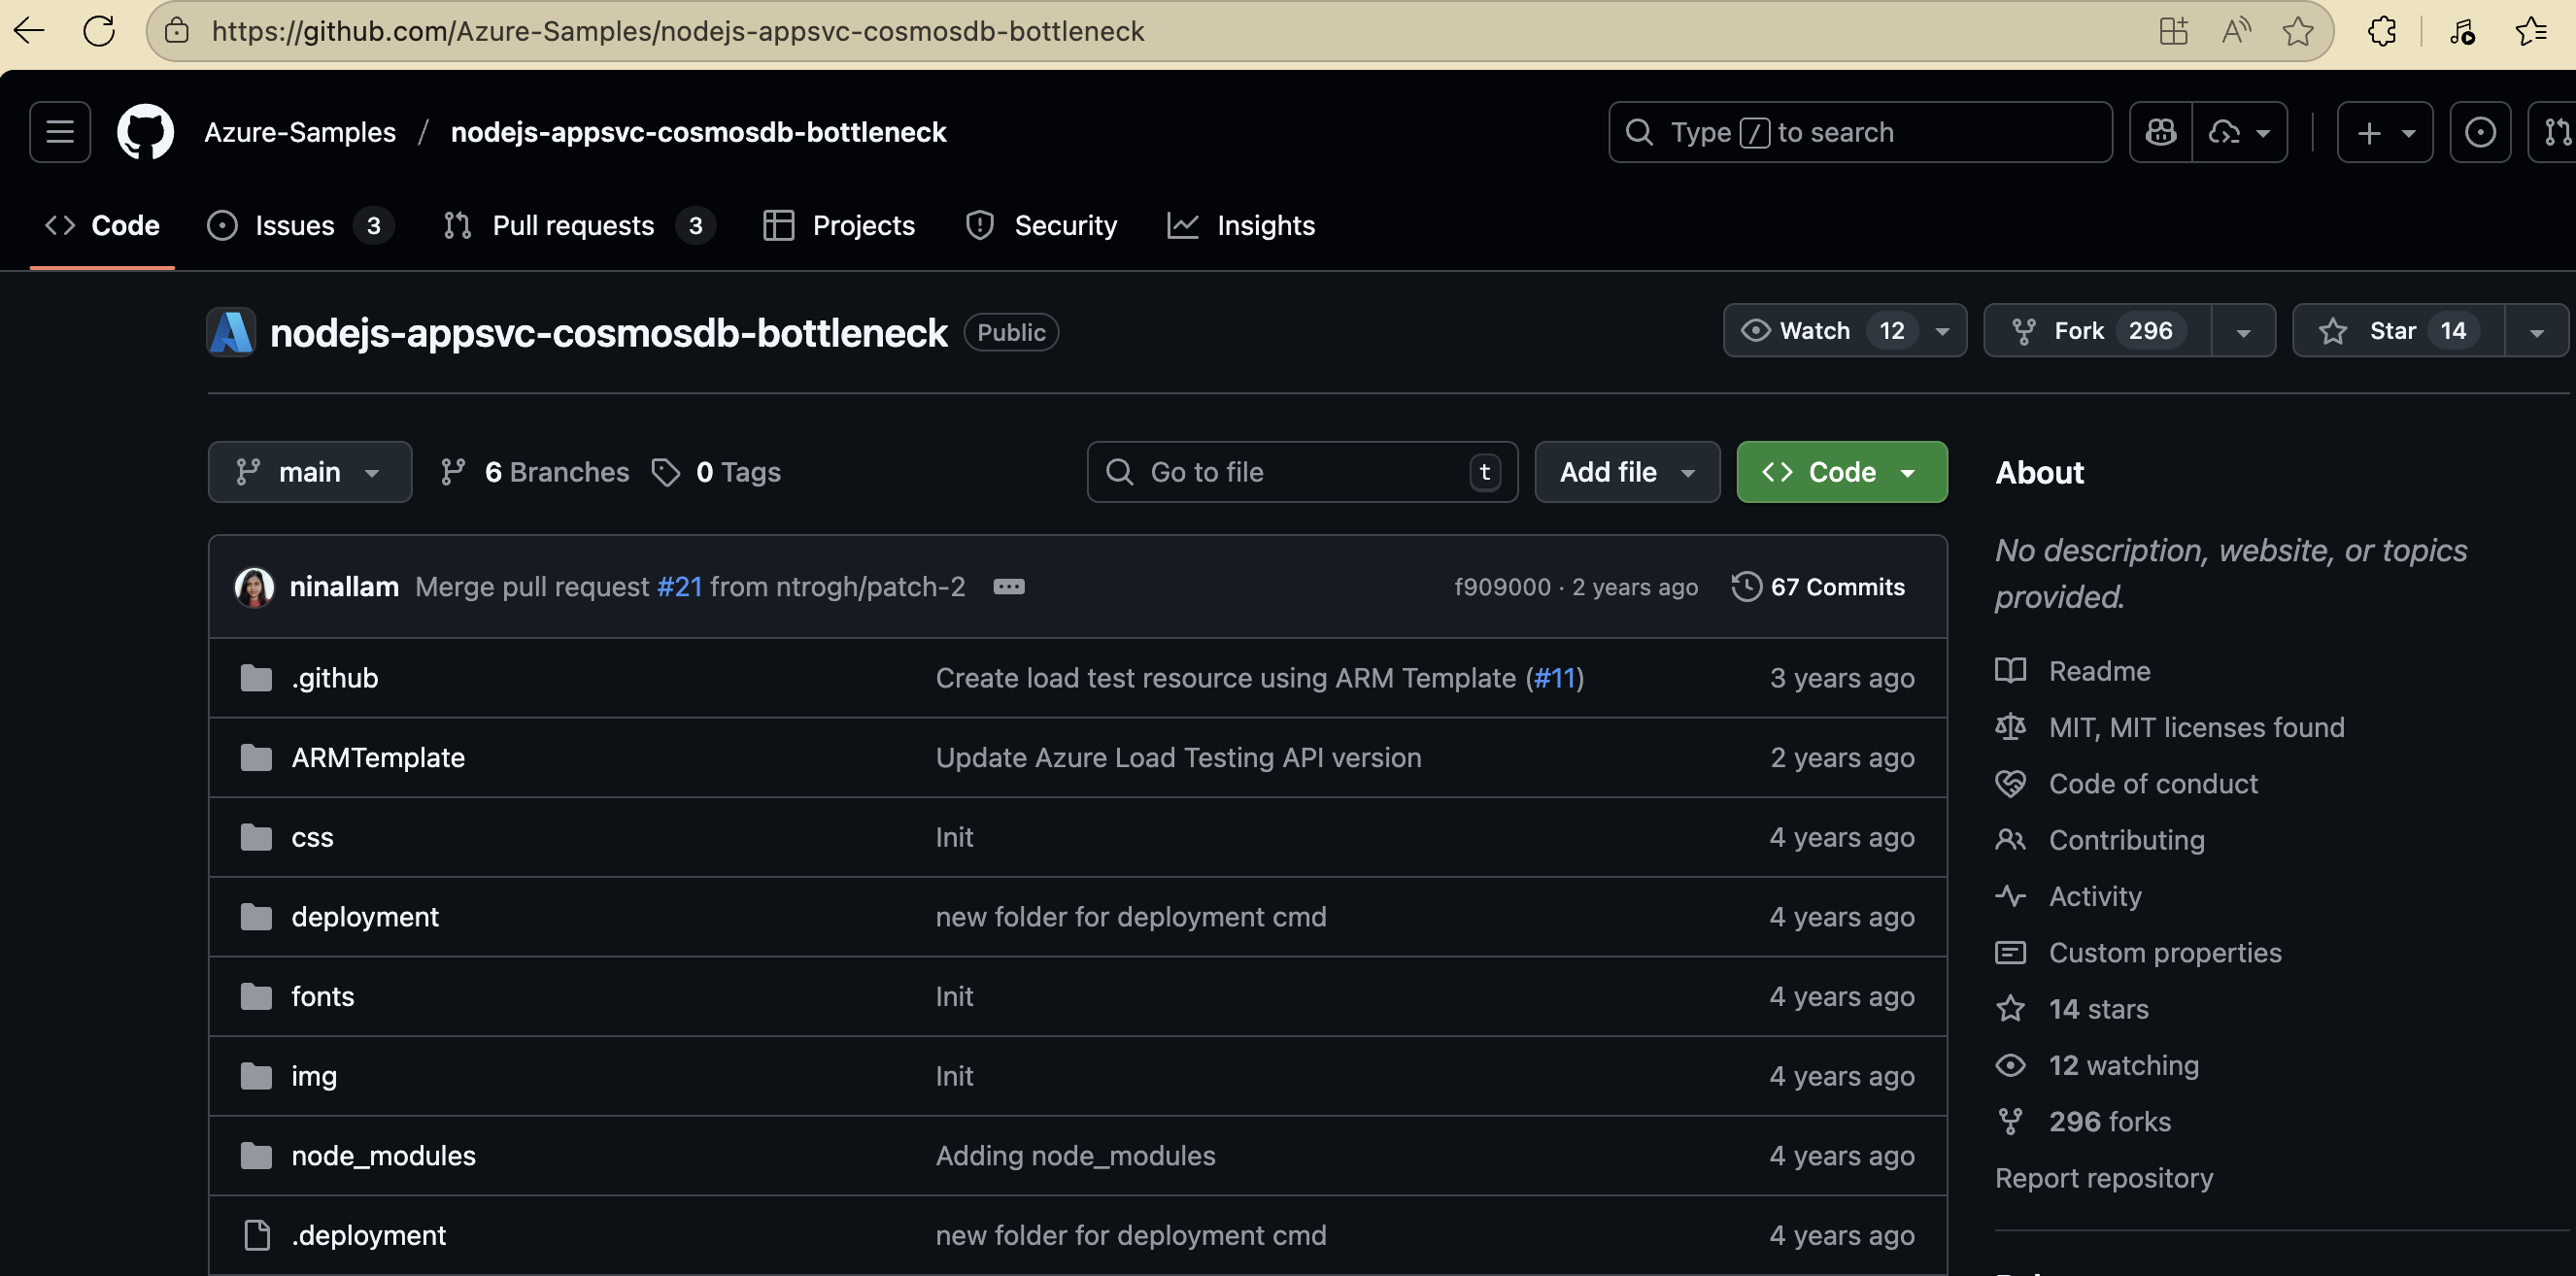 https://github.com/Azure-Samples/nodejs-appsvc-cosmosdb-bottleneck
Azure-Samples / nodejs-appsvc-cosmosdb-bottleneck
Type / to search
Code
Issues 3
Pull requests 3
Projects
Security
Insights
nodejs-appsvc-cosmosdb-bottleneck Public
Watch 12
Fork 296
Star 14
main
6 Branches
0 Tags
Go to file t
Add file
Code
ninallam Merge pull request #21 from ntrogh/patch-2 f909000 · 2 years ago 67 Commits
.github Create load test resource using ARM Template (#11) 3 years ago
ARMTemplate Update Azure Load Testing API version 2 years ago
css Init 4 years ago
deployment new folder for deployment cmd 4 years ago
fonts Init 4 years ago
img Init 4 years ago
node_modules Adding node_modules 4 years ago
.deployment new folder for deployment cmd 4 years ago
About
No description, website, or topics
provided.
Readme
MIT, MIT licenses found
Code of conduct
Contributing
Activity
Custom properties
14 stars
12 watching
296 forks
Report repository